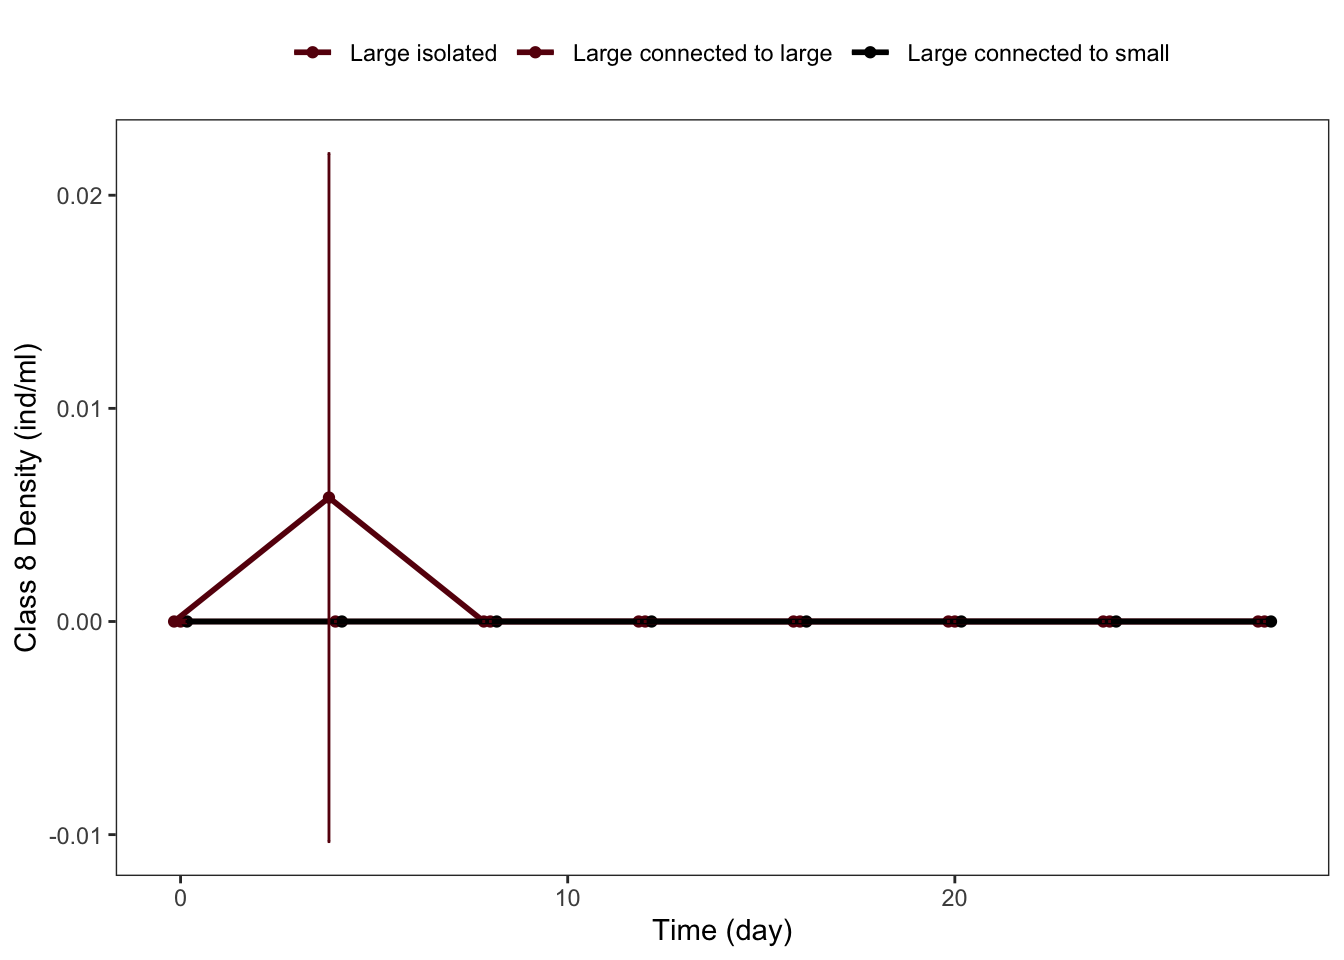 Large isolated Large connected to large Large connected to small
Class 8 Density (ind/ml)
0.02
0.01
0.00
-0.01
0 10 20
Time (day)